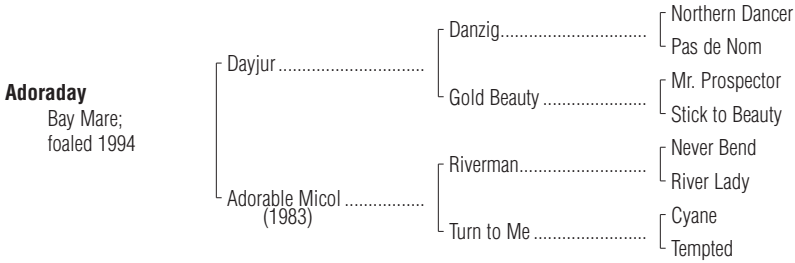 Northern Dancer
Danzig..............................
Pas de Nom
Dayjur ..............................
Mr. Prospector
Gold Beauty .....................
Stick to Beauty
Adoraday
Bay Mare;
foaled 1994
Never Bend
Riverman..........................
River Lady
Adorable Micol .................
(1983)
Cyane
Turn to Me .......................
Tempted